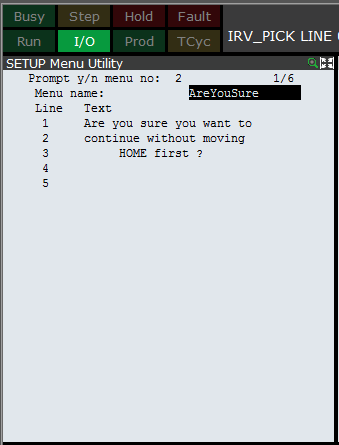 Busy Step Hold Fault
Run I/O Prod TCyc IRV_PICK LINE
SETUP Menu Utility
Prompt y/n menu no: 2 1/6
Menu name: AreYouSure
Line Text
1 Are you sure you want to
2 continue without moving
3 HOME first ?
4
5